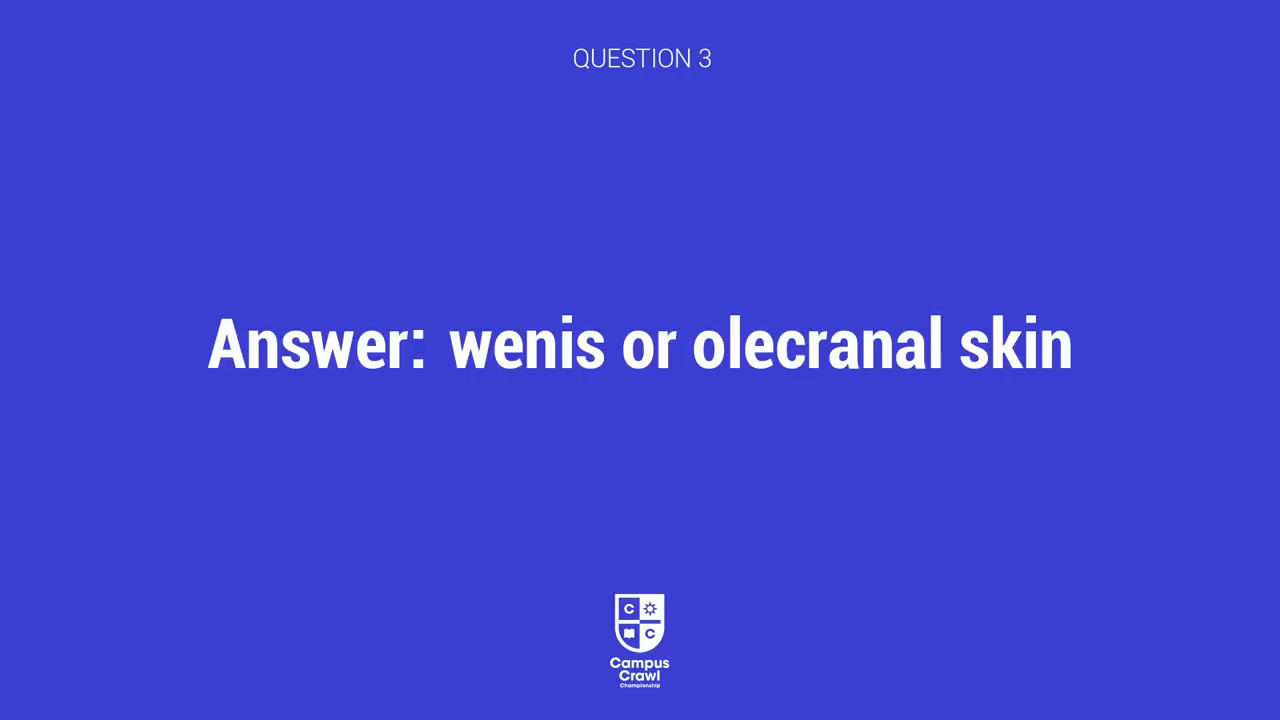 QUESTION 3
Answer: wenis or olecranal skin
C
C
Campus
Crawl
Championship